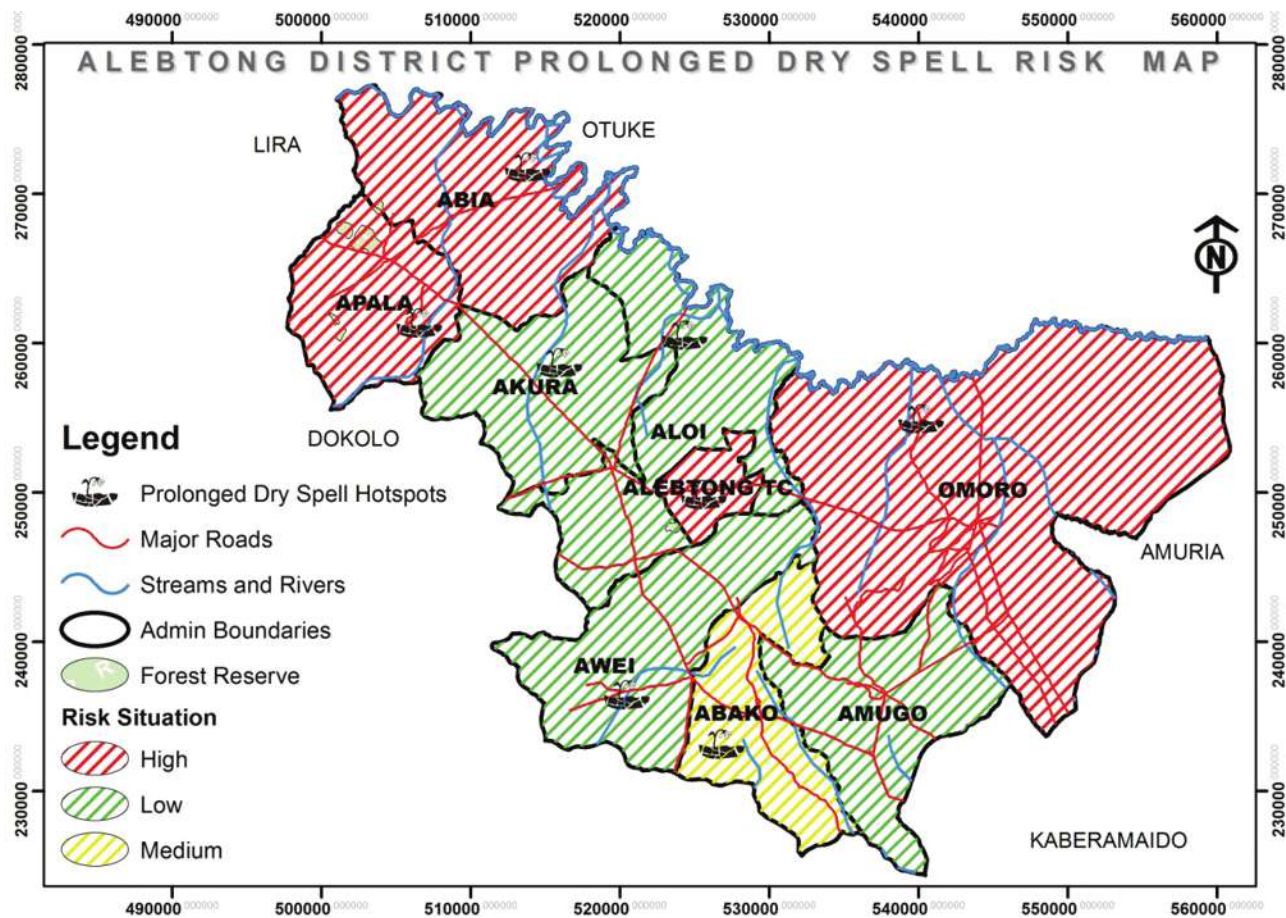 490000 500000 510000 520000 530000 540000 550000 560000
ALEBTONG DISTRICT PROLONGED DRY SPELL RISK MAP
280000 280000
LIRA
OTUKE
270000 270000
ABIA
N
APALA
260000 260000
AKURA
DOKOLO
ALOI
ALEBTONG TC
OMORO
250000 250000
AMURIA
240000 240000
AWEI
ABAKO
AMUGO
230000 230000
KABERAMAIDO
Legend
Prolonged Dry Spell Hotspots
Major Roads
Streams and Rivers
Admin Boundaries
R
Forest Reserve
Risk Situation
High
Low
Medium
490000 500000 510000 520000 530000 540000 550000 560000